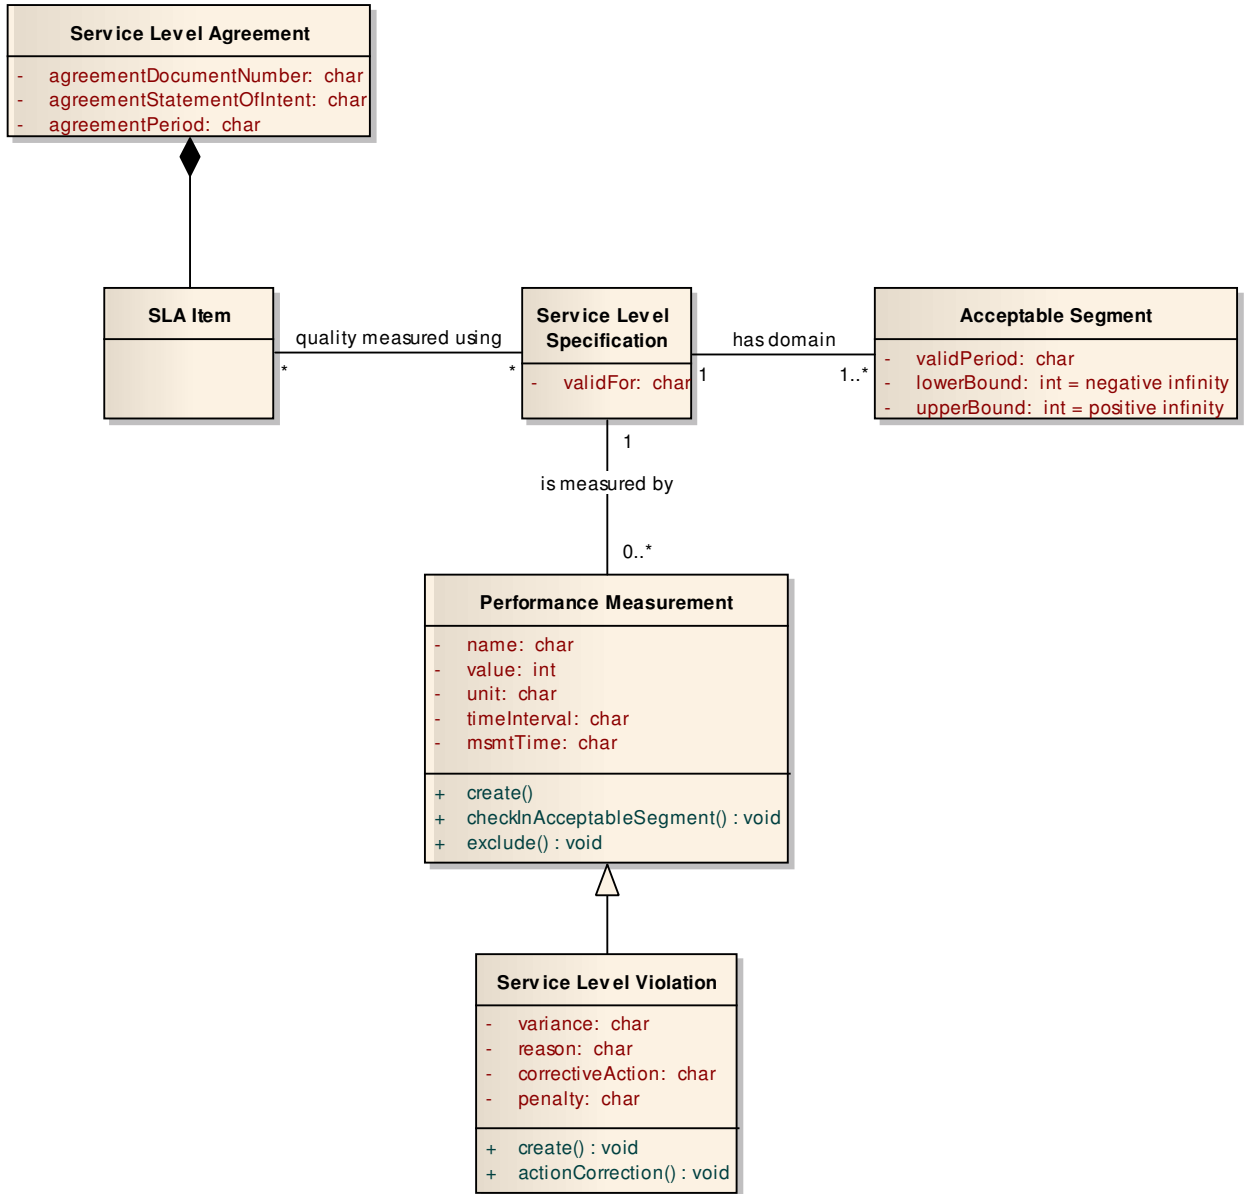 Service Level Agreement
- agreementDocumentNumber: char
- agreementStatementOfIntent: char
- agreementPeriod: char
SLA Item
quality measured using
*
*
Service Level
Specification
- validFor: char
has domain
1
1..*
Acceptable Segment
- validPeriod: char
- lowerBound: int = negative infinity
- upperBound: int = positive infinity
1
is measured by
0..*
Performance Measurement
- name: char
- value: int
- unit: char
- timeInterval: char
- msmtTime: char
+ create()
+ checkInAcceptableSegment() : void
+ exclude() : void
Service Level Violation
- variance: char
- reason: char
- correctiveAction: char
- penalty: char
+ create() : void
+ actionCorrection() : void